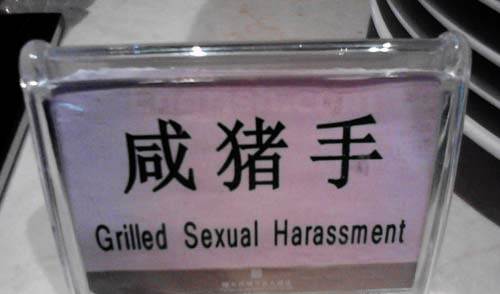 咸猪手
Grilled Sexual Harassment